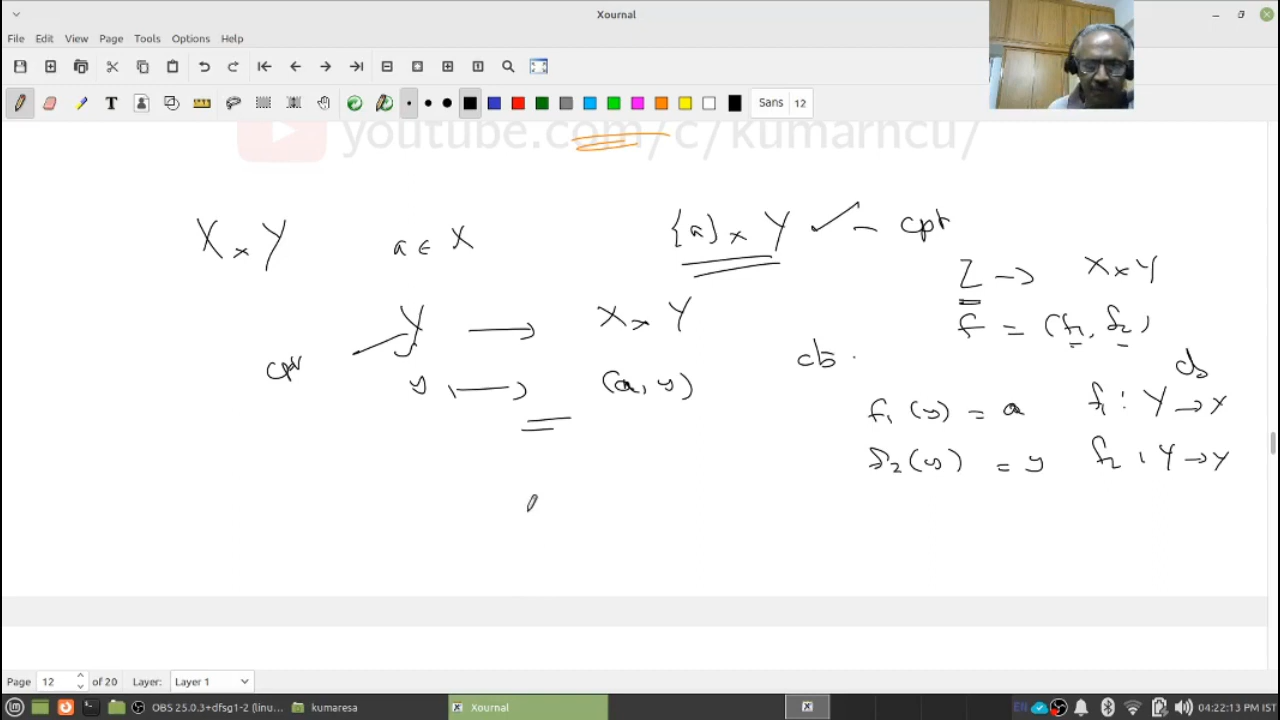 Xournal
File Edit View Page Tools Options Help
Sans 12
youtube.com/c/kumarncu/
X × Y a ∈ X {a} × Y ✓ – cpt
Z → X × Y
Y → X × Y
f = (f₁, f₂)
cpt
cts.
cts
y ↦ (a, y)
f₁(y) = a f₁ : Y → X
f₂(y) = y f₂ : Y → Y
Page 12 of 20 Layer: Layer 1
OBS 25.0.3+dfsg1-2 (linu... kumaresa Xournal EN 04:22:13 PM IST